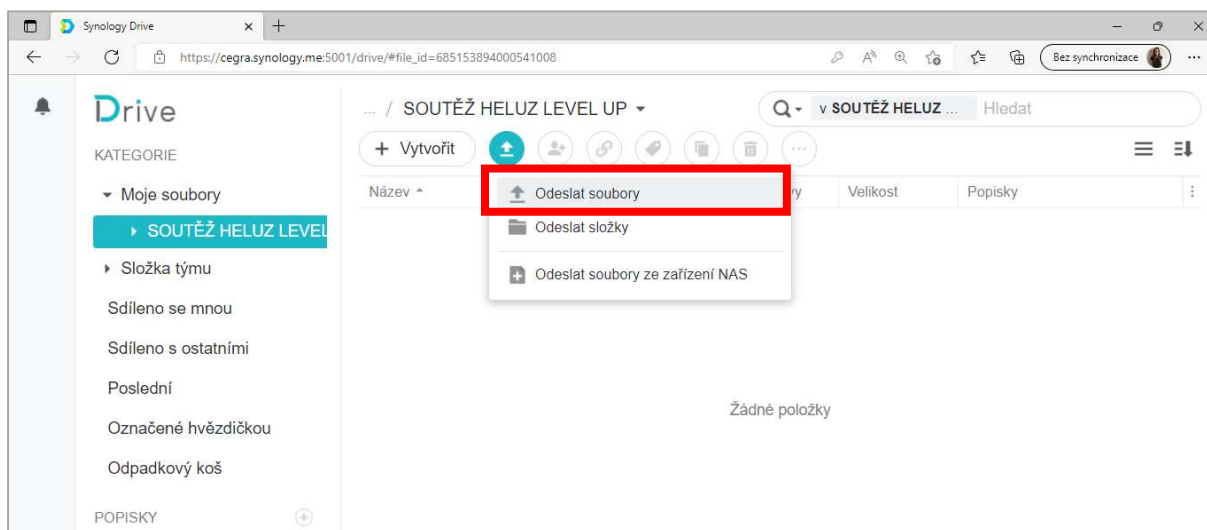 Synology Drive
https://cegra.synology.me:5001/drive/#file_id=685153894000541008
Bez synchronizace
Drive
... / SOUTĚŽ HELUZ LEVEL UP
v SOUTĚŽ HELUZ ...
Hledat
KATEGORIE
+ Vytvořit
Moje soubory
Název
Velikost
Popisky
Odeslat soubory
SOUTĚŽ HELUZ LEVEL
Odeslat složky
Složka týmu
Odeslat soubory ze zařízení NAS
Sdíleno se mnou
Sdíleno s ostatními
Poslední
Žádné položky
Označené hvězdičkou
Odpadkový koš
POPISKY